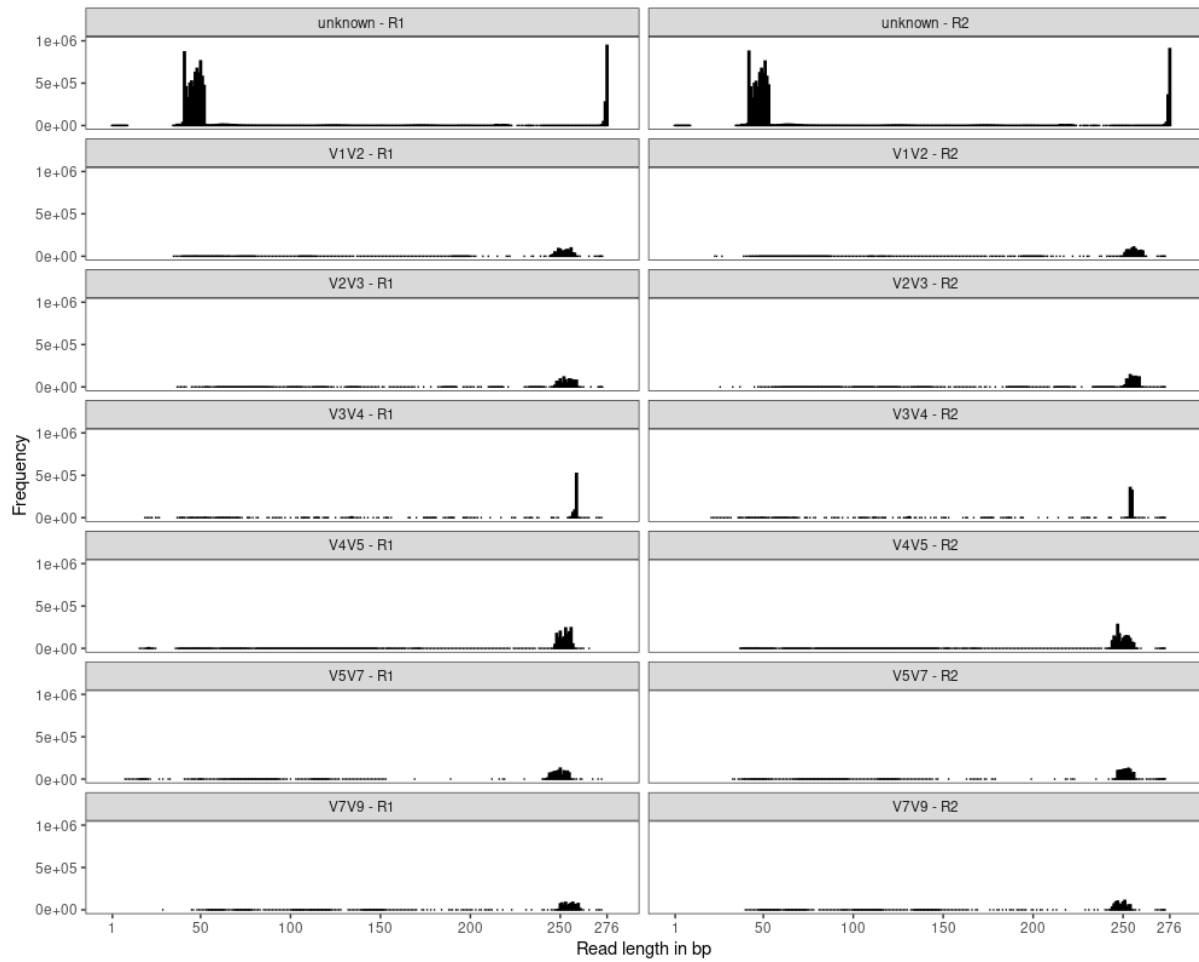 unknown - R1
unknown - R2
1e+06
5e+05
0e+00
V1V2 - R1
V1V2 - R2
1e+06
5e+05
0e+00
V2V3 - R1
V2V3 - R2
1e+06
5e+05
0e+00
V3V4 - R1
V3V4 - R2
1e+06
5e+05
0e+00
V4V5 - R1
V4V5 - R2
1e+06
5e+05
0e+00
V5V7 - R1
V5V7 - R2
1e+06
5e+05
0e+00
V7V9 - R1
V7V9 - R2
1e+06
5e+05
0e+00
Frequency
1 50 100 150 200 250 276
1 50 100 150 200 250 276
Read length in bp